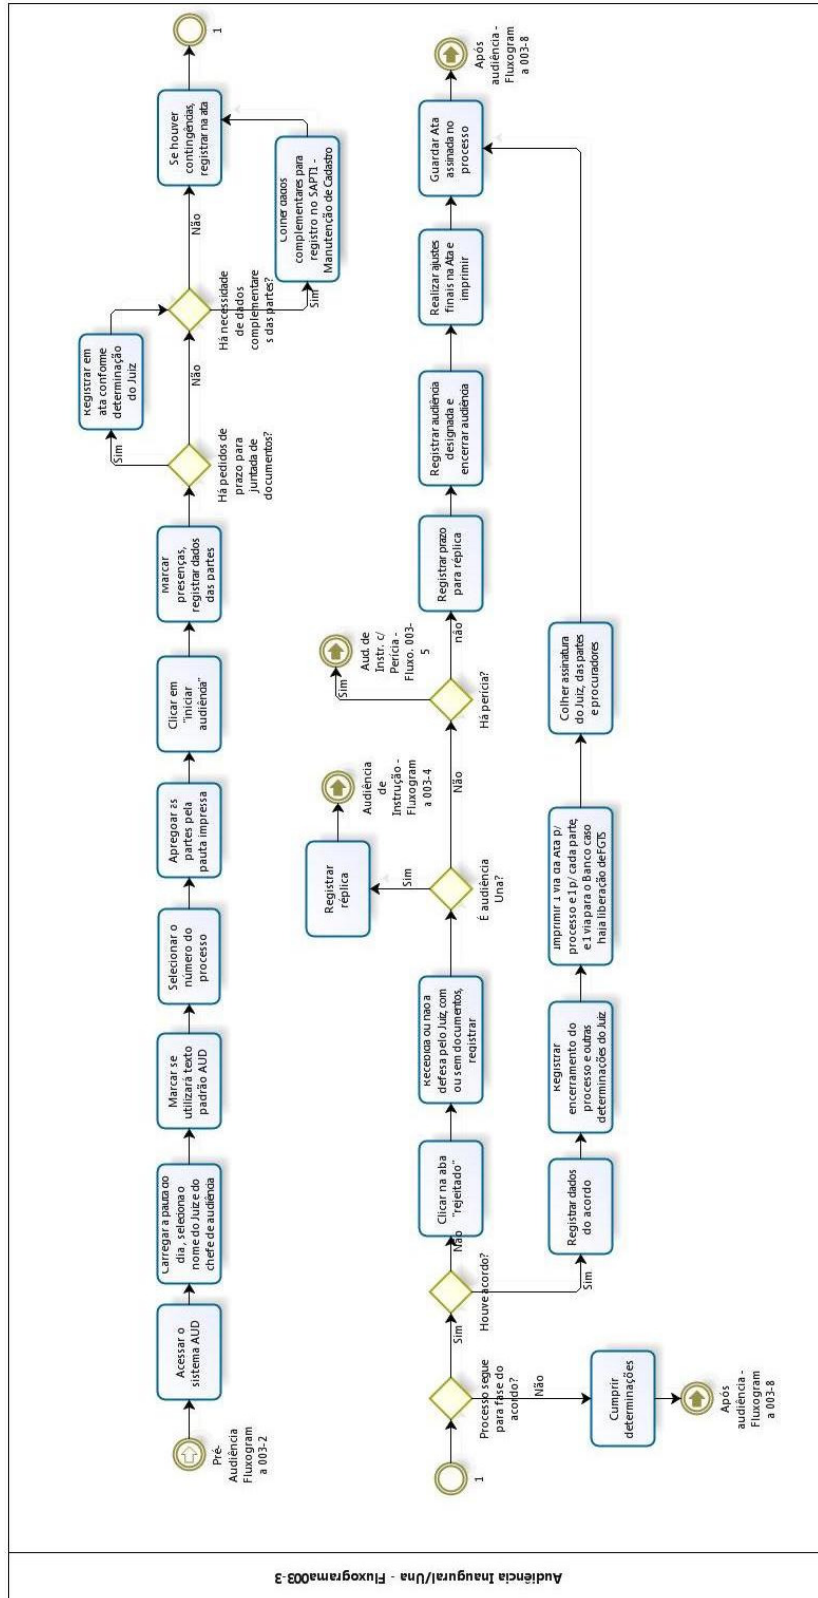 Audiência Inaugural/Una - Fluxograma003-3
Pré-
Audiência
Fluxogram
a 003-2
Acessar o
sistema AUD
Carregar a pauta do
dia, seleciona o
nome do Juiz e do
chefe de audiência
Marcar se
utilizará texto
padrão AUD
Selecionar o
número do
processo
Apregoar as
partes pela
pauta impressa
Clicar em
"iniciar
audiência"
Marcar
presenças,
registrar dados
das partes
Há pedidos de
prazo para
juntada de
documentos?
Sim
Registrar em
ata conforme
determinação
do Juiz
Não
Há necessidade
de dados
complementare
s das partes?
Sim
Colher dados
complementares para
registro no SAPT1 -
Manutenção de Cadastro
Não
Se houver
contingências,
registrar na ata
1
1
Processo segue
para fase do
acordo?
Não
Cumprir
determinações
Após
audiência -
Fluxogram
a 003-8
Sim
Houve acordo?
Não
Clicar na aba
"rejeitado"
Recebida ou não a
defesa pelo Juiz, com
ou sem documentos,
registrar
É audiência
Una?
Sim
Registrar
réplica
Audiência
de
Instrução -
Fluxogram
a 003-4
Não
Há perícia?
Sim
Aud. de
Instr. c/
Perícia -
Fluxo. 003-
5
não
Registrar prazo
para réplica
Registrar audiência
designada e
encerrar audiência
Realizar ajustes
finais na Ata e
imprimir
Guardar Ata
assinada no
processo
Após
audiência -
Fluxogram
a 003-8
Sim
Registrar dados
do acordo
Registrar
encerramento do
processo e outras
determinações do Juiz
Imprimir 1 via da Ata p/
processo e 1 p/ cada parte,
e 1 via para o Banco caso
haja liberação de FGTS
Colher assinatura
do Juiz, das partes
e procuradores